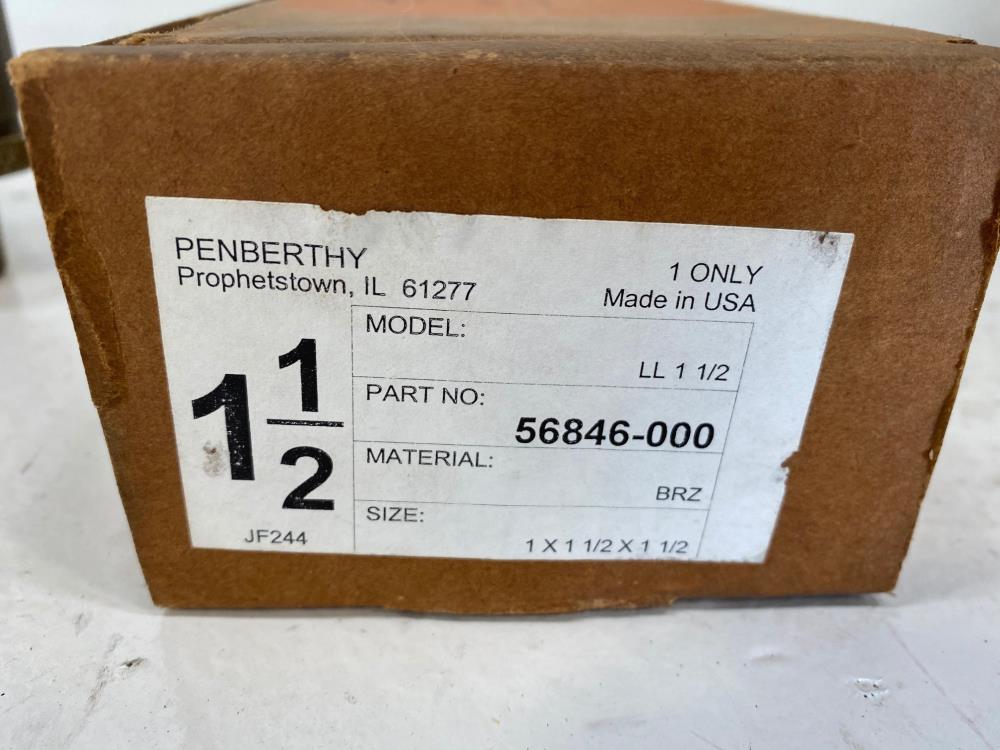 PENBERTHY
Prophetstown, IL 61277
1 ONLY
Made in USA
1 1/2
JF244
MODEL:
LL 1 1/2
PART NO:
56846-000
MATERIAL:
BRZ
SIZE:
1 X 1 1/2 X 1 1/2